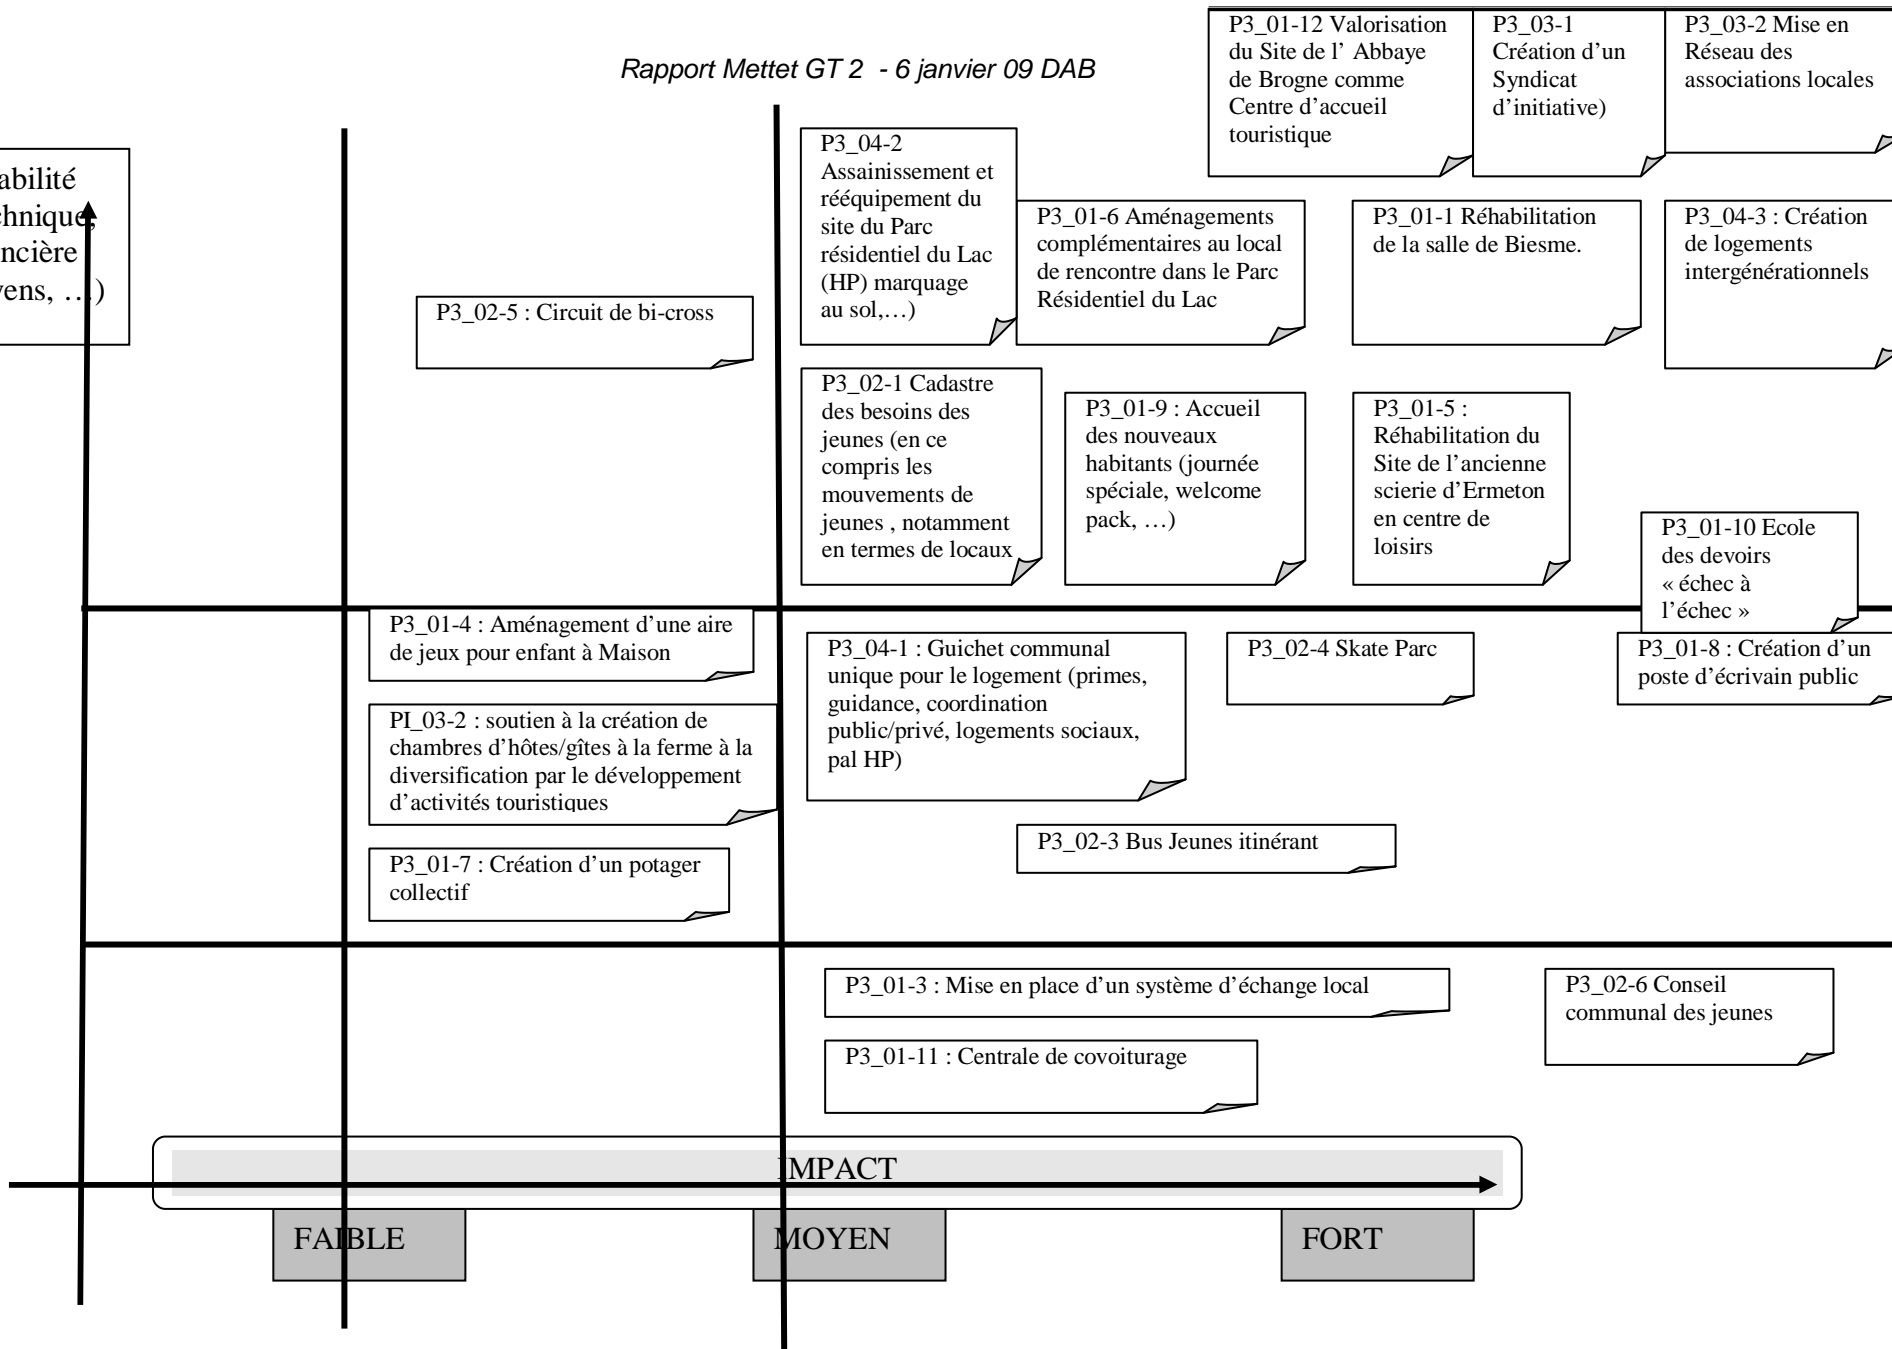 Rapport Mettet GT 2 - 6 janvier 09 DAB
P3_01-12 Valorisation
du Site de l’ Abbaye
de Brogne comme
Centre d’accueil
touristique
P3_03-1
Création d’un
Syndicat
d’initiative)
P3_03-2 Mise en
Réseau des
associations locales
abilité
chnique,
ncière
yens, …)
P3_04-2
Assainissement et
rééquipement du
site du Parc
résidentiel du Lac
(HP) marquage
au sol,…)
P3_01-6 Aménagements
complémentaires au local
de rencontre dans le Parc
Résidentiel du Lac
P3_01-1 Réhabilitation
de la salle de Biesme.
P3_04-3 : Création
de logements
intergénérationnels
P3_02-5 : Circuit de bi-cross
P3_02-1 Cadastre
des besoins des
jeunes (en ce
compris les
mouvements de
jeunes , notamment
en termes de locaux
P3_01-9 : Accueil
des nouveaux
habitants (journée
spéciale, welcome
pack, …)
P3_01-5 :
Réhabilitation du
Site de l’ancienne
scierie d’Ermeton
en centre de
loisirs
P3_01-10 Ecole
des devoirs
« échec à
l’échec »
P3_01-4 : Aménagement d’une aire
de jeux pour enfant à Maison
P3_04-1 : Guichet communal
unique pour le logement (primes,
guidance, coordination
public/privé, logements sociaux,
pal HP)
P3_02-4 Skate Parc
P3_01-8 : Création d’un
poste d’écrivain public
PI_03-2 : soutien à la création de
chambres d’hôtes/gîtes à la ferme à la
diversification par le développement
d’activités touristiques
P3_02-3 Bus Jeunes itinérant
P3_01-7 : Création d’un potager
collectif
P3_01-3 : Mise en place d’un système d’échange local
P3_02-6 Conseil
communal des jeunes
P3_01-11 : Centrale de covoiturage
IMPACT
FAIBLE
MOYEN
FORT